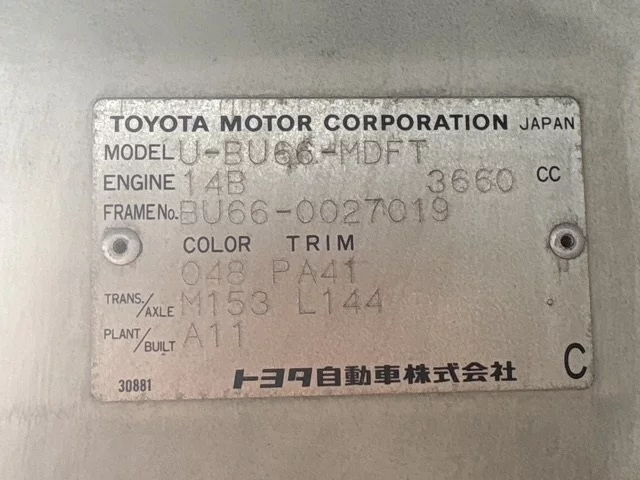 TOYOTA MOTOR CORPORATION JAPAN
MODEL U-BU66-MDFT
ENGINE 14B 3660 CC
FRAME No. BU66-0027019
COLOR TRIM
048 PA41
TRANS./AXLE M153 L144
PLANT/BUILT A11
30881 トヨタ自動車株式会社 C